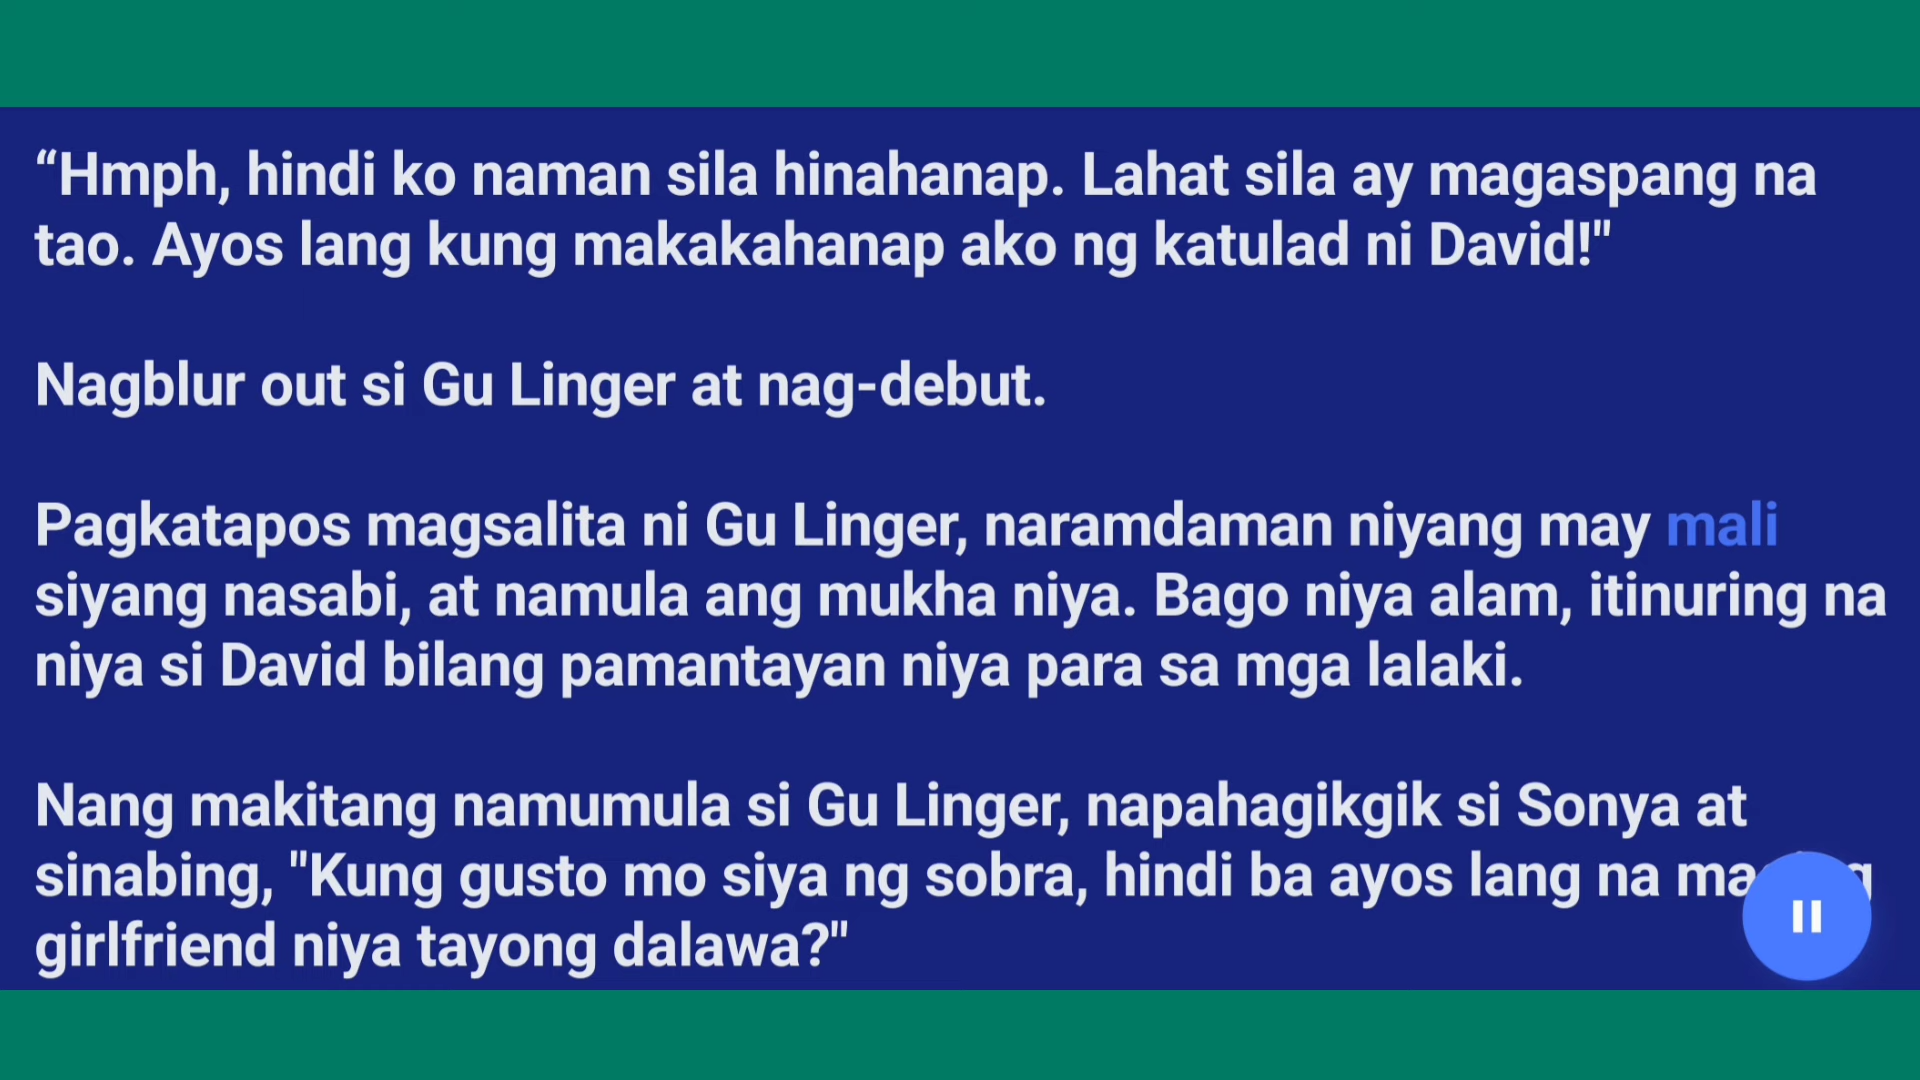 “Hmph, hindi ko naman sila hinahanap. Lahat sila ay magaspang na
tao. Ayos lang kung makakahanap ako ng katulad ni David!"
Nagblur out si Gu Linger at nag-debut.
Pagkatapos magsalita ni Gu Linger, naramdaman niyang may mali
siyang nasabi, at namula ang mukha niya. Bago niya alam, itinuring na
niya si David bilang pamantayan niya para sa mga lalaki.
Nang makitang namumula si Gu Linger, napahagikgik si Sonya at
sinabing, "Kung gusto mo siya ng sobra, hindi ba ayos lang na
girlfriend niya tayong dalawa?"